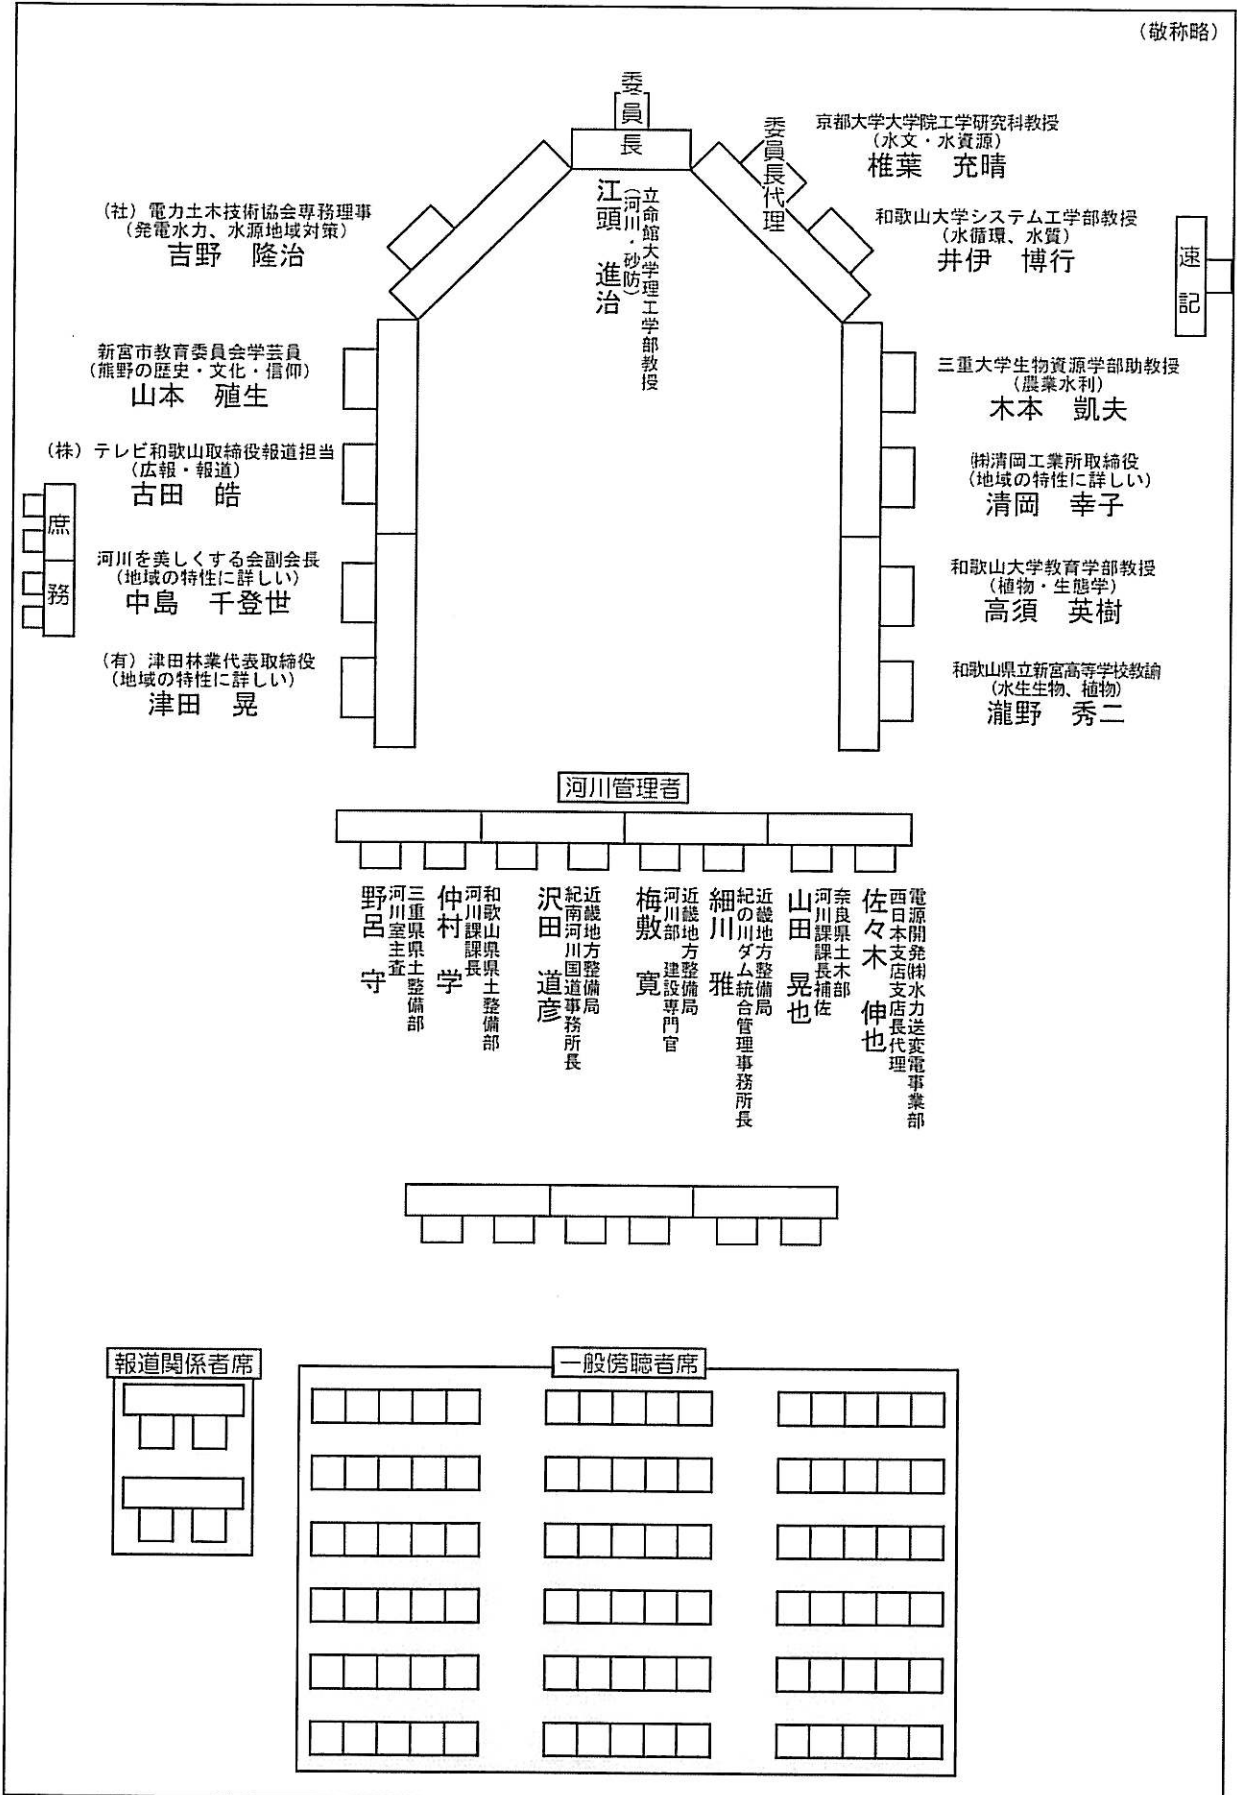 （敬称略）
委員長
立命館大学理工学部教授
（河川・砂防）
江頭　進治
委員長代理
京都大学大学院工学研究科教授
（水文・水資源）
椎葉　充晴
和歌山大学システム工学部教授
（水循環、水質）
井伊　博行
速記
（社）電力土木技術協会専務理事
（発電水力、水源地域対策）
吉野　隆治
新宮市教育委員会学芸員
（熊野の歴史・文化・信仰）
山本　殖生
（株）テレビ和歌山取締役報道担当
（広報・報道）
古田　皓
河川を美しくする会副会長
（地域の特性に詳しい）
中島　千登世
（有）津田林業代表取締役
（地域の特性に詳しい）
津田　晃
庶務
三重大学生物資源学部助教授
（農業水利）
木本　凱夫
㈱清岡工業所取締役
（地域の特性に詳しい）
清岡　幸子
和歌山大学教育学部教授
（植物・生態学）
高須　英樹
和歌山県立新宮高等学校教諭
（水生生物、植物）
瀧野　秀二
河川管理者
三重県県土整備部
河川室主査
野呂　守
和歌山県県土整備部
河川課課長
仲村　学
近畿地方整備局
紀南河川国道事務所長
沢田　道彦
近畿地方整備局
河川部　建設専門官
梅敷　寛
近畿地方整備局
紀の川ダム統合管理事務所長
細川　雅
奈良県土木部
河川課課長補佐
山田　晃也
電源開発㈱水力送変電事業部
西日本支店支店長代理
佐々木　伸也
報道関係者席
一般傍聴者席